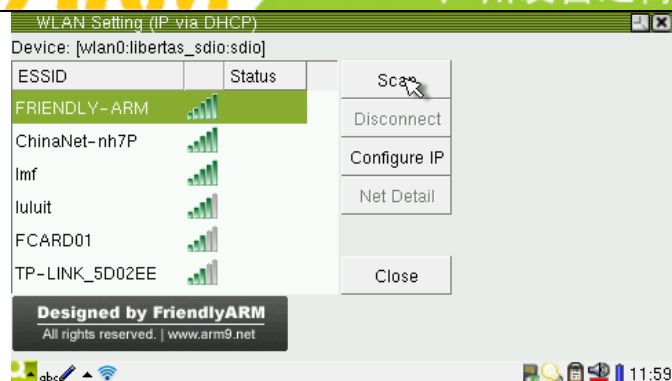 WLAN Setting (IP via DHCP)
Device: [wlan0:libertas_sdio:sdio]
ESSID Status
Scan
FRIENDLY-ARM
Disconnect
ChinaNet-nh7P
Configure IP
lmf
Net Detail
luluit
FCARD01
TP-LINK_5D02EE
Close
Designed by FriendlyARM
All rights reserved. | www.arm9.net
abc
11:59